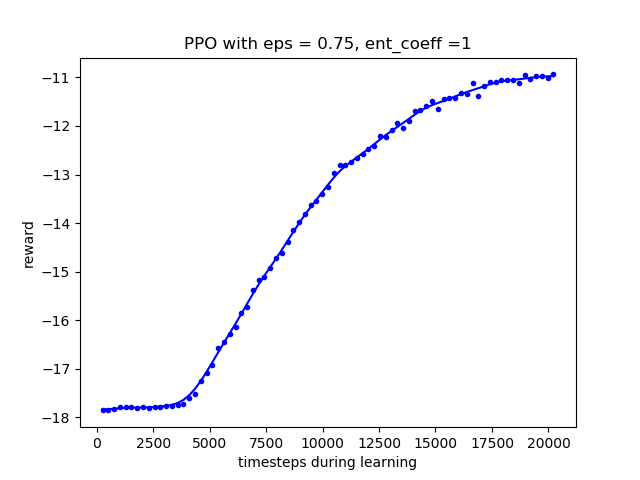 PPO with eps = 0.75, ent_coeff =1
−11
−12
−13
−14
−15
−16
−17
−18
reward
0 2500 5000 7500 10000 12500 15000 17500 20000
timesteps during learning